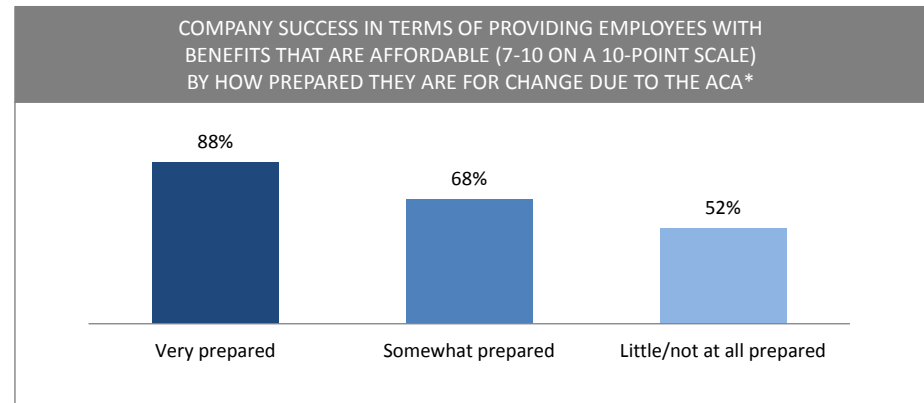 COMPANY SUCCESS IN TERMS OF PROVIDING EMPLOYEES WITH
BENEFITS THAT ARE AFFORDABLE (7-10 ON A 10-POINT SCALE)
BY HOW PREPARED THEY ARE FOR CHANGE DUE TO THE ACA*
88%
68%
52%
Very prepared
Somewhat prepared
Little/not at all prepared